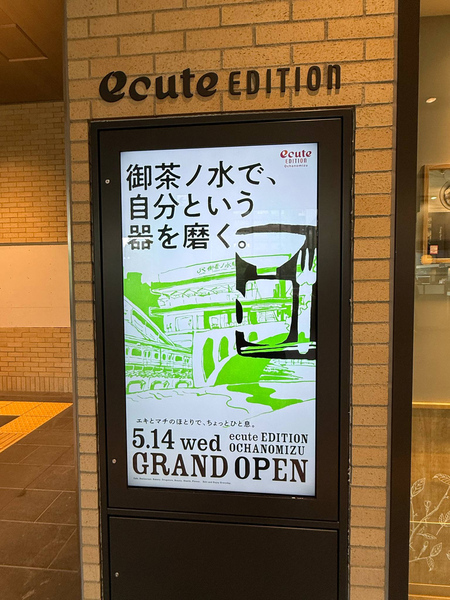 ecute EDITION
ecute
EDITION
OCHANOMIZU
御茶ノ水で、
自分という
器を磨く。
エキとマチのほとりで、ちょっとひと息。
5.14 wed ecute EDITION
OCHANOMIZU
GRAND OPEN